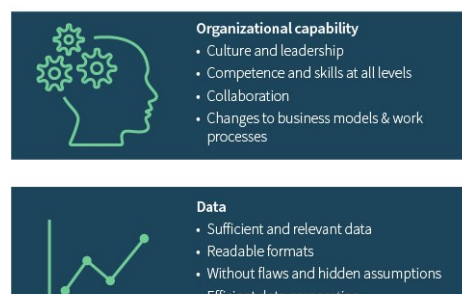 Organizational capability
• Culture and leadership
• Competence and skills at all levels
• Collaboration
• Changes to business models & work
processes
Data
• Sufficient and relevant data
• Readable formats
• Without flaws and hidden assumptions